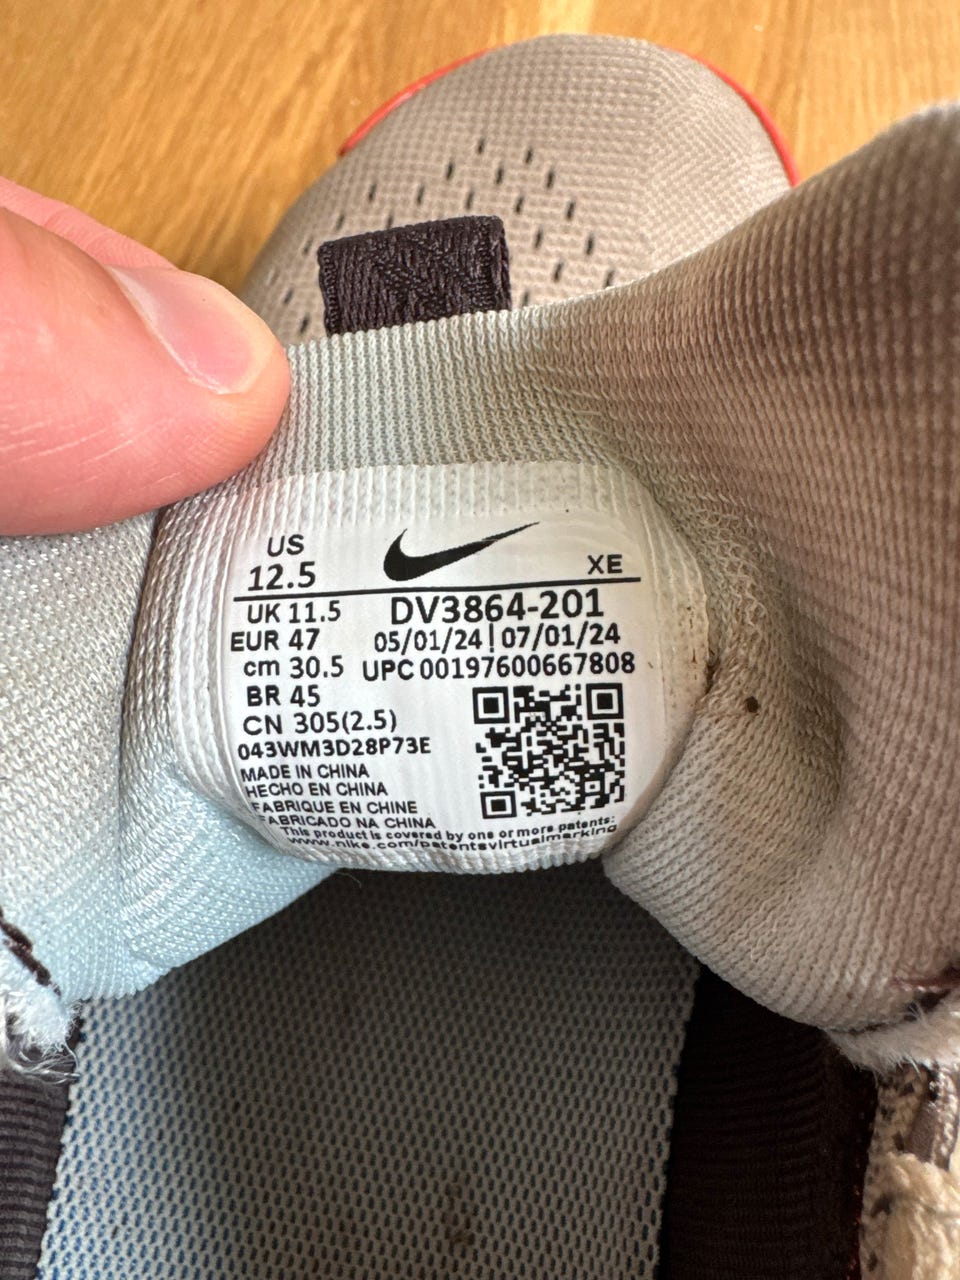 US
12.5
XE
UK 11.5
EUR 47
cm 30.5
BR 45
CN 305(2.5)
DV3864-201
05/01/24 | 07/01/24
UPC 00197600667808
043WM3D28P73E
MADE IN CHINA
HECHO EN CHINA
FABRIQUE EN CHINE
FABRICADO NA CHINA
This product is covered by one or more patents:
www.nike.com/patentsvirtualmarking